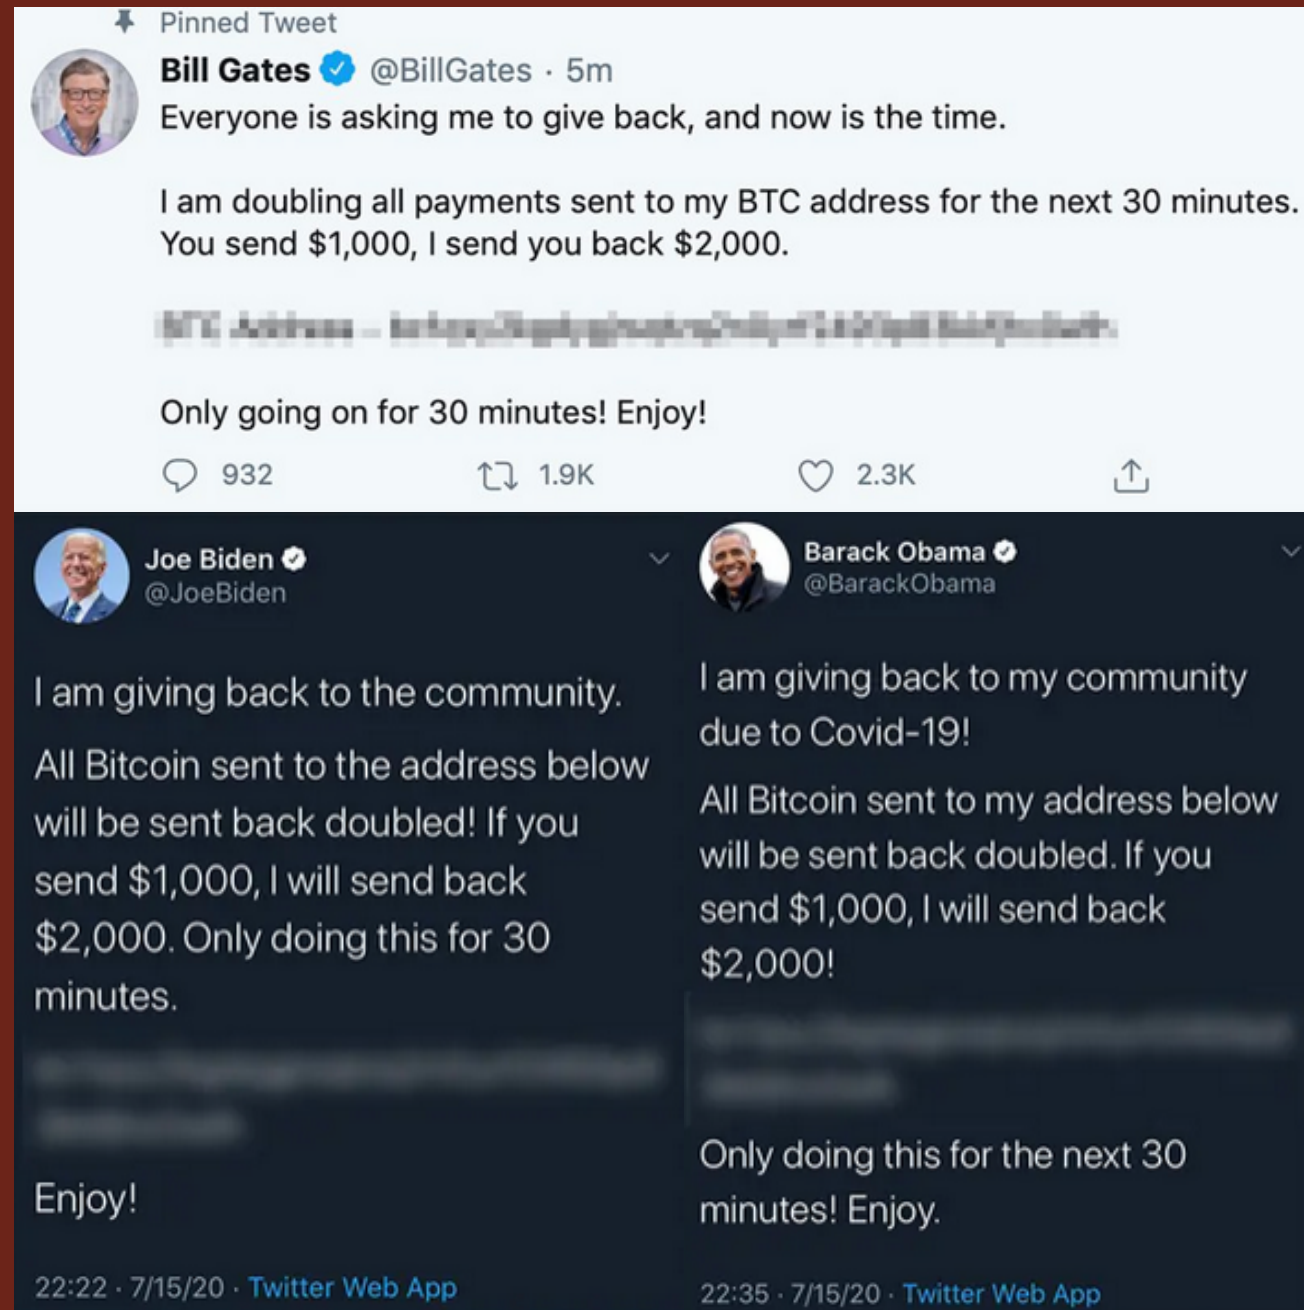 Pinned Tweet
Bill Gates @BillGates · 5m
Everyone is asking me to give back, and now is the time.
I am doubling all payments sent to my BTC address for the next 30 minutes.
You send $1,000, I send you back $2,000.
Only going on for 30 minutes! Enjoy!
932 1.9K 2.3K
Joe Biden
@JoeBiden
I am giving back to the community.
All Bitcoin sent to the address below
will be sent back doubled! If you
send $1,000, I will send back
$2,000. Only doing this for 30
minutes.
Enjoy!
22:22 · 7/15/20 · Twitter Web App
Barack Obama
@BarackObama
I am giving back to my community
due to Covid-19!
All Bitcoin sent to my address below
will be sent back doubled. If you
send $1,000, I will send back
$2,000!
Only doing this for the next 30
minutes! Enjoy.
22:35 · 7/15/20 · Twitter Web App